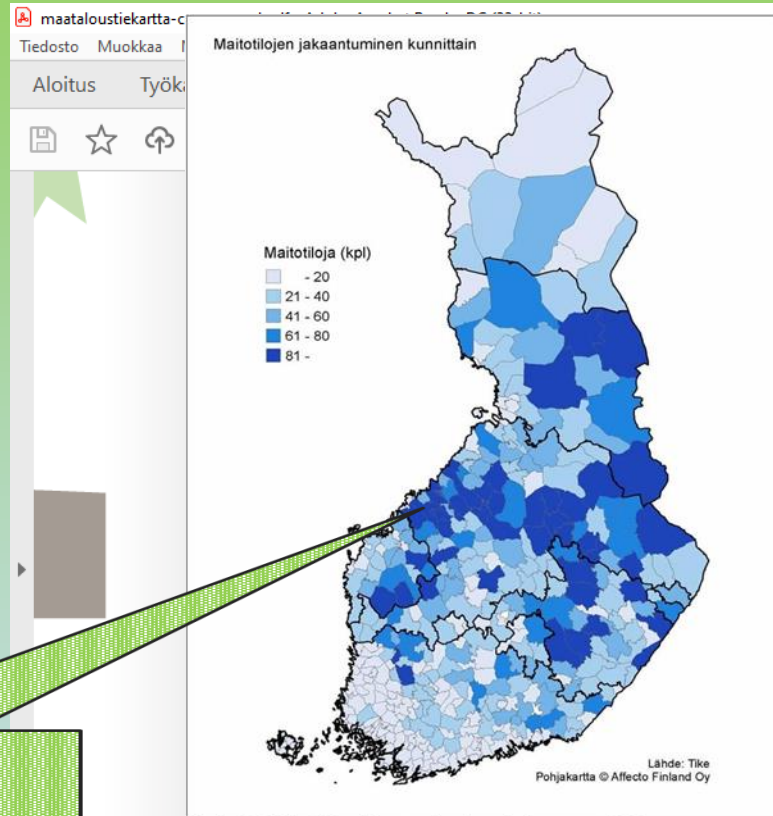 maataloustiekartta-c
Tiedosto Muokkaa
Aloitus
Maitotilojen jakaantuminen kunnittain
Maitotiloja (kpl)
- 20
21 - 40
41 - 60
61 - 80
81 -
Lähde: Tike
Pohjakartta © Affecto Finland Oy